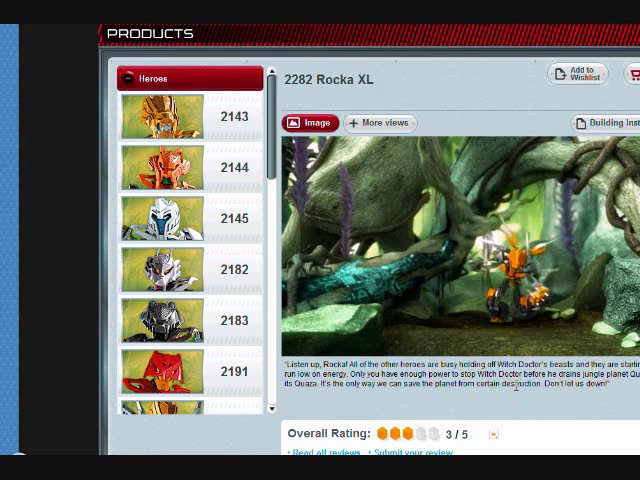 PRODUCTS
Heroes
2143
2144
2145
2182
2183
2191
2282 Rocka XL
Add to
Wishlist
Image
More views
Building Inst
"Listen up, Rocka! All of the other heroes are busy holding off Witch Doctor's beasts and they are startin
run low on energy. Only you have enough power to stop Witch Doctor before he drains jungle planet Qu
its Quaza. It's the only way we can save the planet from certain destruction. Don't let us down!"
Overall Rating: 3 / 5
Read all reviews Submit your review